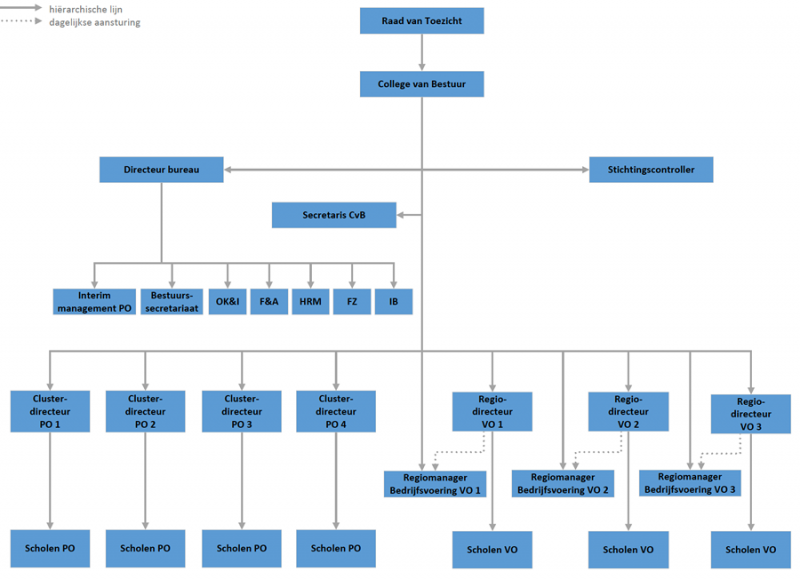 hiërarchische lijn
dagelijkse aansturing
Raad van Toezicht
College van Bestuur
Directeur bureau
Stichtingscontroller
Secretaris CvB
Interim
management PO
Bestuurs-
secretariaat
OK&I
F&A
HRM
FZ
IB
Cluster-
directeur
PO 1
Cluster-
directeur
PO 2
Cluster-
directeur
PO 3
Cluster-
directeur
PO 4
Regio-
directeur
VO 1
Regio-
directeur
VO 2
Regio-
directeur
VO 3
Regiomanager
Bedrijfsvoering VO 1
Regiomanager
Bedrijfsvoering VO 2
Regiomanager
Bedrijfsvoering VO 3
Scholen PO
Scholen PO
Scholen PO
Scholen PO
Scholen VO
Scholen VO
Scholen VO